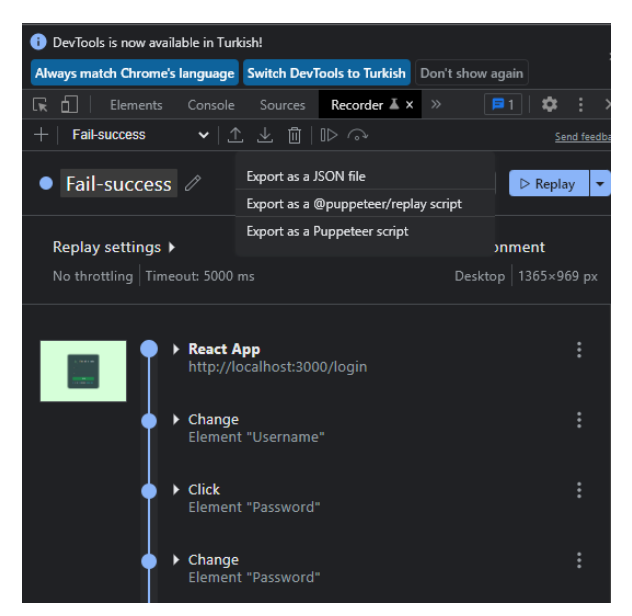 DevTools is now available in Turkish!
Always match Chrome's language Switch DevTools to Turkish Don't show again
Elements Console Sources Recorder 1
Fail-success Send feedba
Fail-success Replay
Export as a JSON file
Export as a @puppeteer/replay script
Export as a Puppeteer script
Replay settings onment
No throttling Timeout: 5000 ms Desktop 1365×969 px
React App
http://localhost:3000/login
Change
Element "Username"
Click
Element "Password"
Change
Element "Password"